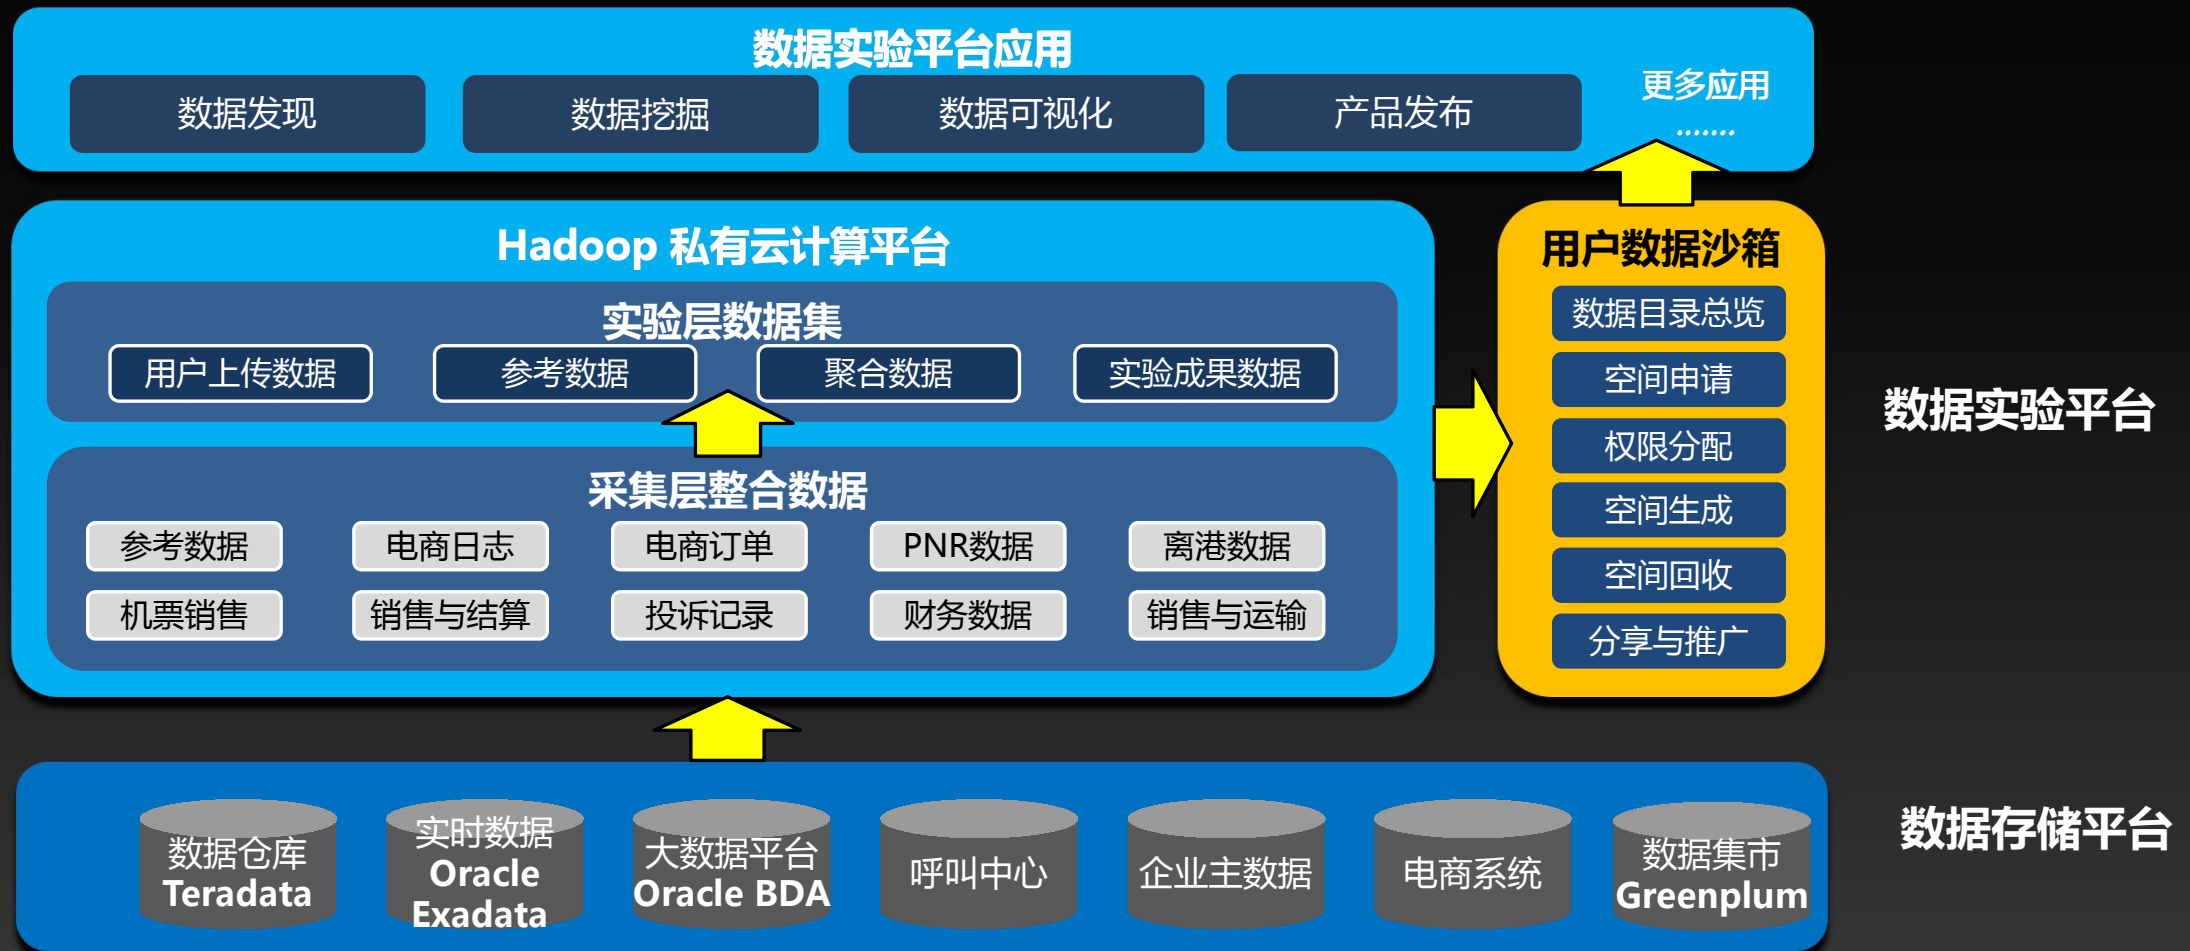 数据实验平台应用
数据发现
数据挖掘
数据可视化
产品发布
更多应用
.......
Hadoop 私有云计算平台
实验层数据集
用户上传数据
参考数据
聚合数据
实验成果数据
采集层整合数据
参考数据
电商日志
电商订单
PNR数据
离港数据
机票销售
销售与结算
投诉记录
财务数据
销售与运输
用户数据沙箱
数据目录总览
空间申请
权限分配
空间生成
空间回收
分享与推广
数据实验平台
数据仓库
Teradata
实时数据
Oracle
Exadata
大数据平台
Oracle BDA
呼叫中心
企业主数据
电商系统
数据集市
Greenplum
数据存储平台